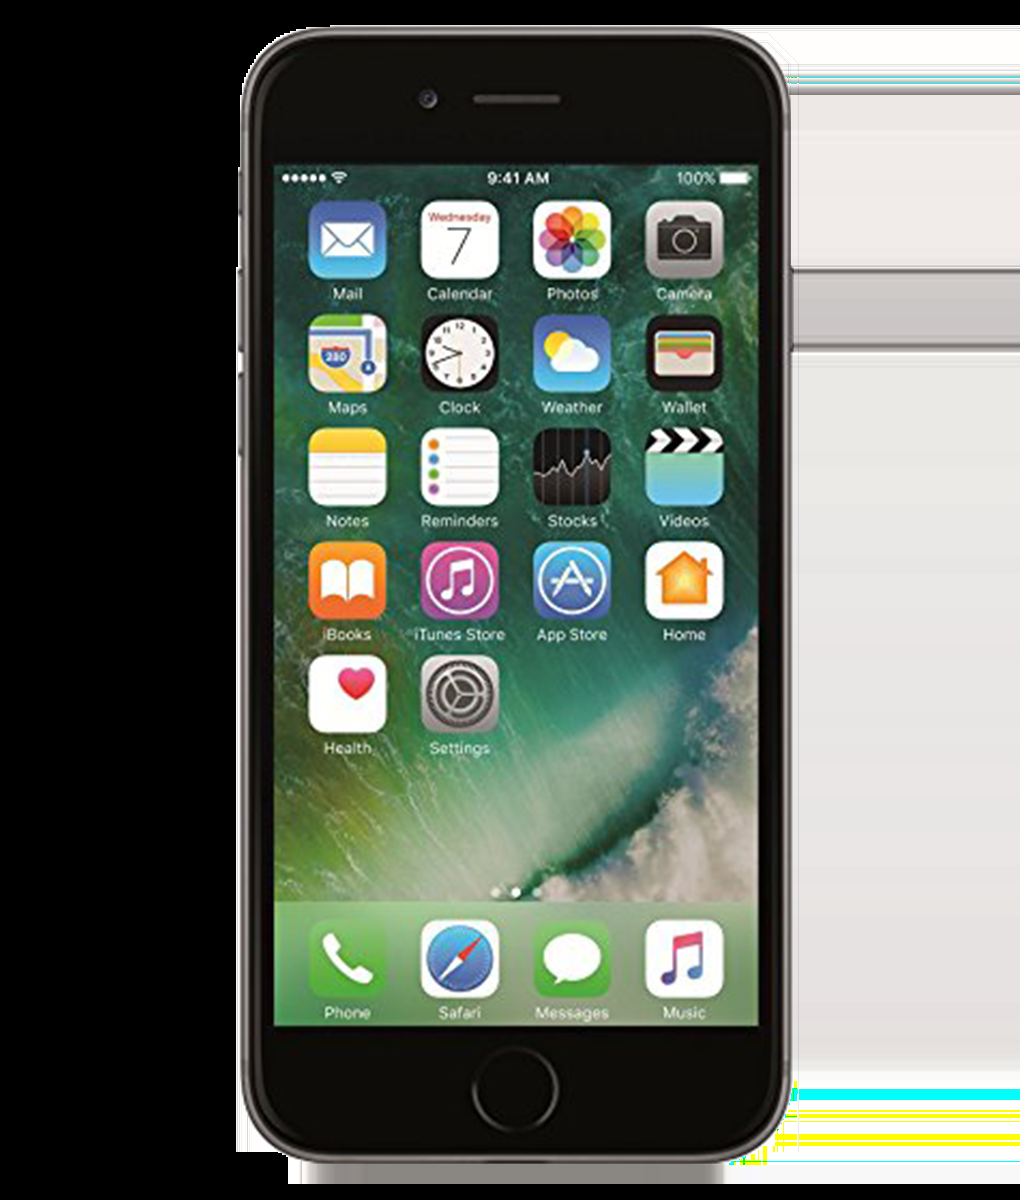 9:41 AM 100%
Wednesday
7
Mail Calendar Photos Camera
280
Maps Clock Weather Wallet
Notes Reminders Stocks Videos
iBooks iTunes Store App Store Home
Health Settings
Phone Safari Messages Music